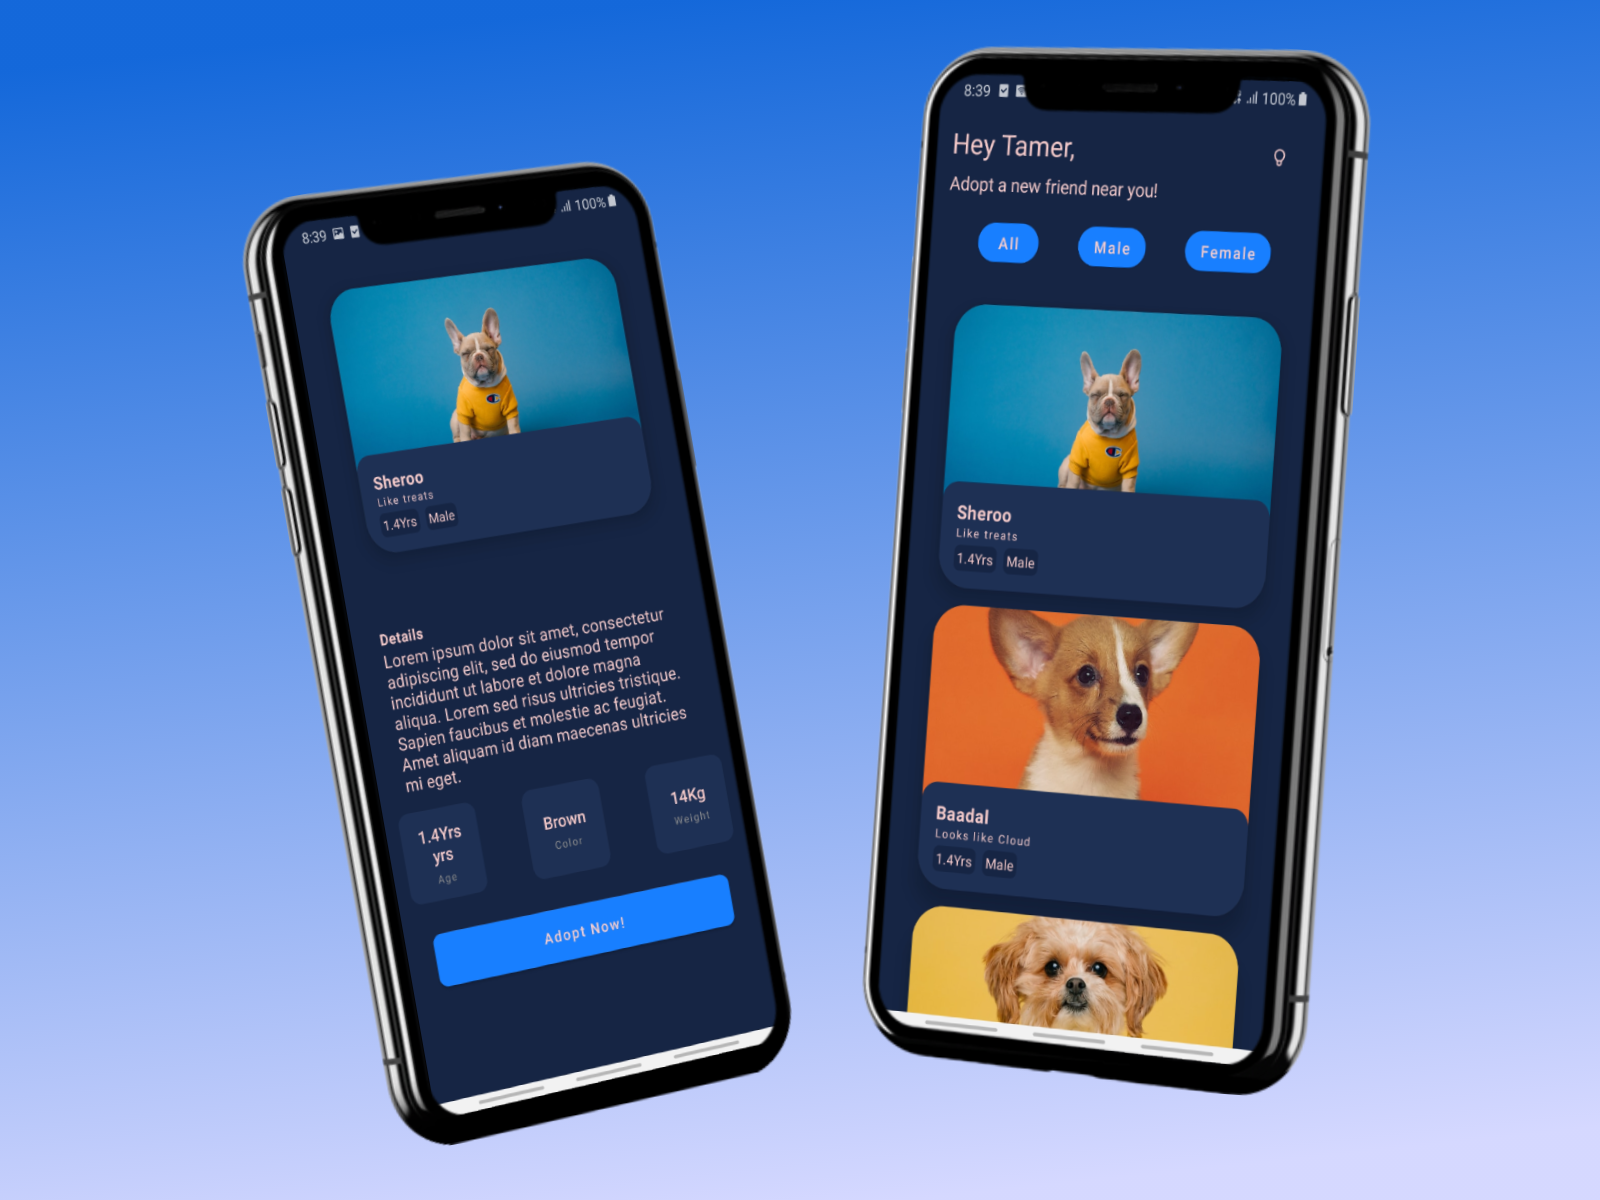 8:39
100%
Sheroo
Like treats
1.4Yrs Male
Details
Lorem ipsum dolor sit amet, consectetur
adipiscing elit, sed do eiusmod tempor
incididunt ut labore et dolore magna
aliqua. Lorem sed risus ultricies tristique.
Sapien faucibus et molestie ac feugiat.
Amet aliquam id diam maecenas ultricies
mi eget.
1.4Yrs
yrs
Age
Brown
Color
14Kg
Weight
Adopt Now!
8:39
100%
Hey Tamer,
Adopt a new friend near you!
All
Male
Female
Sheroo
Like treats
1.4Yrs Male
Baadal
Looks like Cloud
1.4Yrs Male